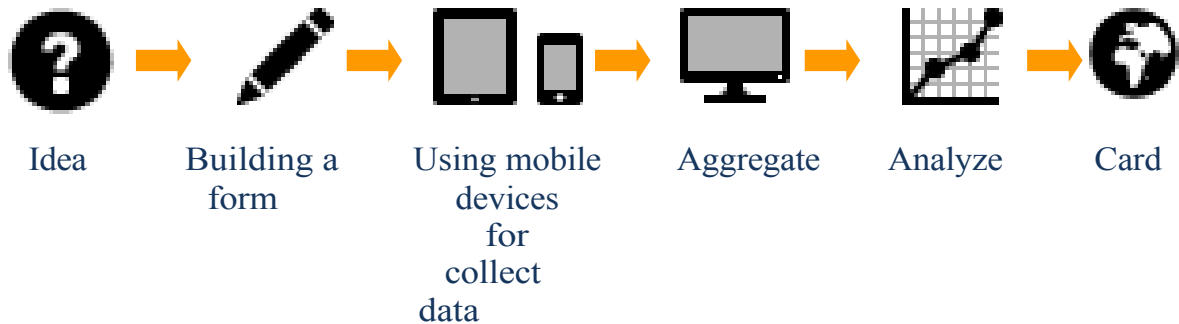 Idea
Building a
form
Using mobile
devices
for
collect
data
Aggregate
Analyze
Card